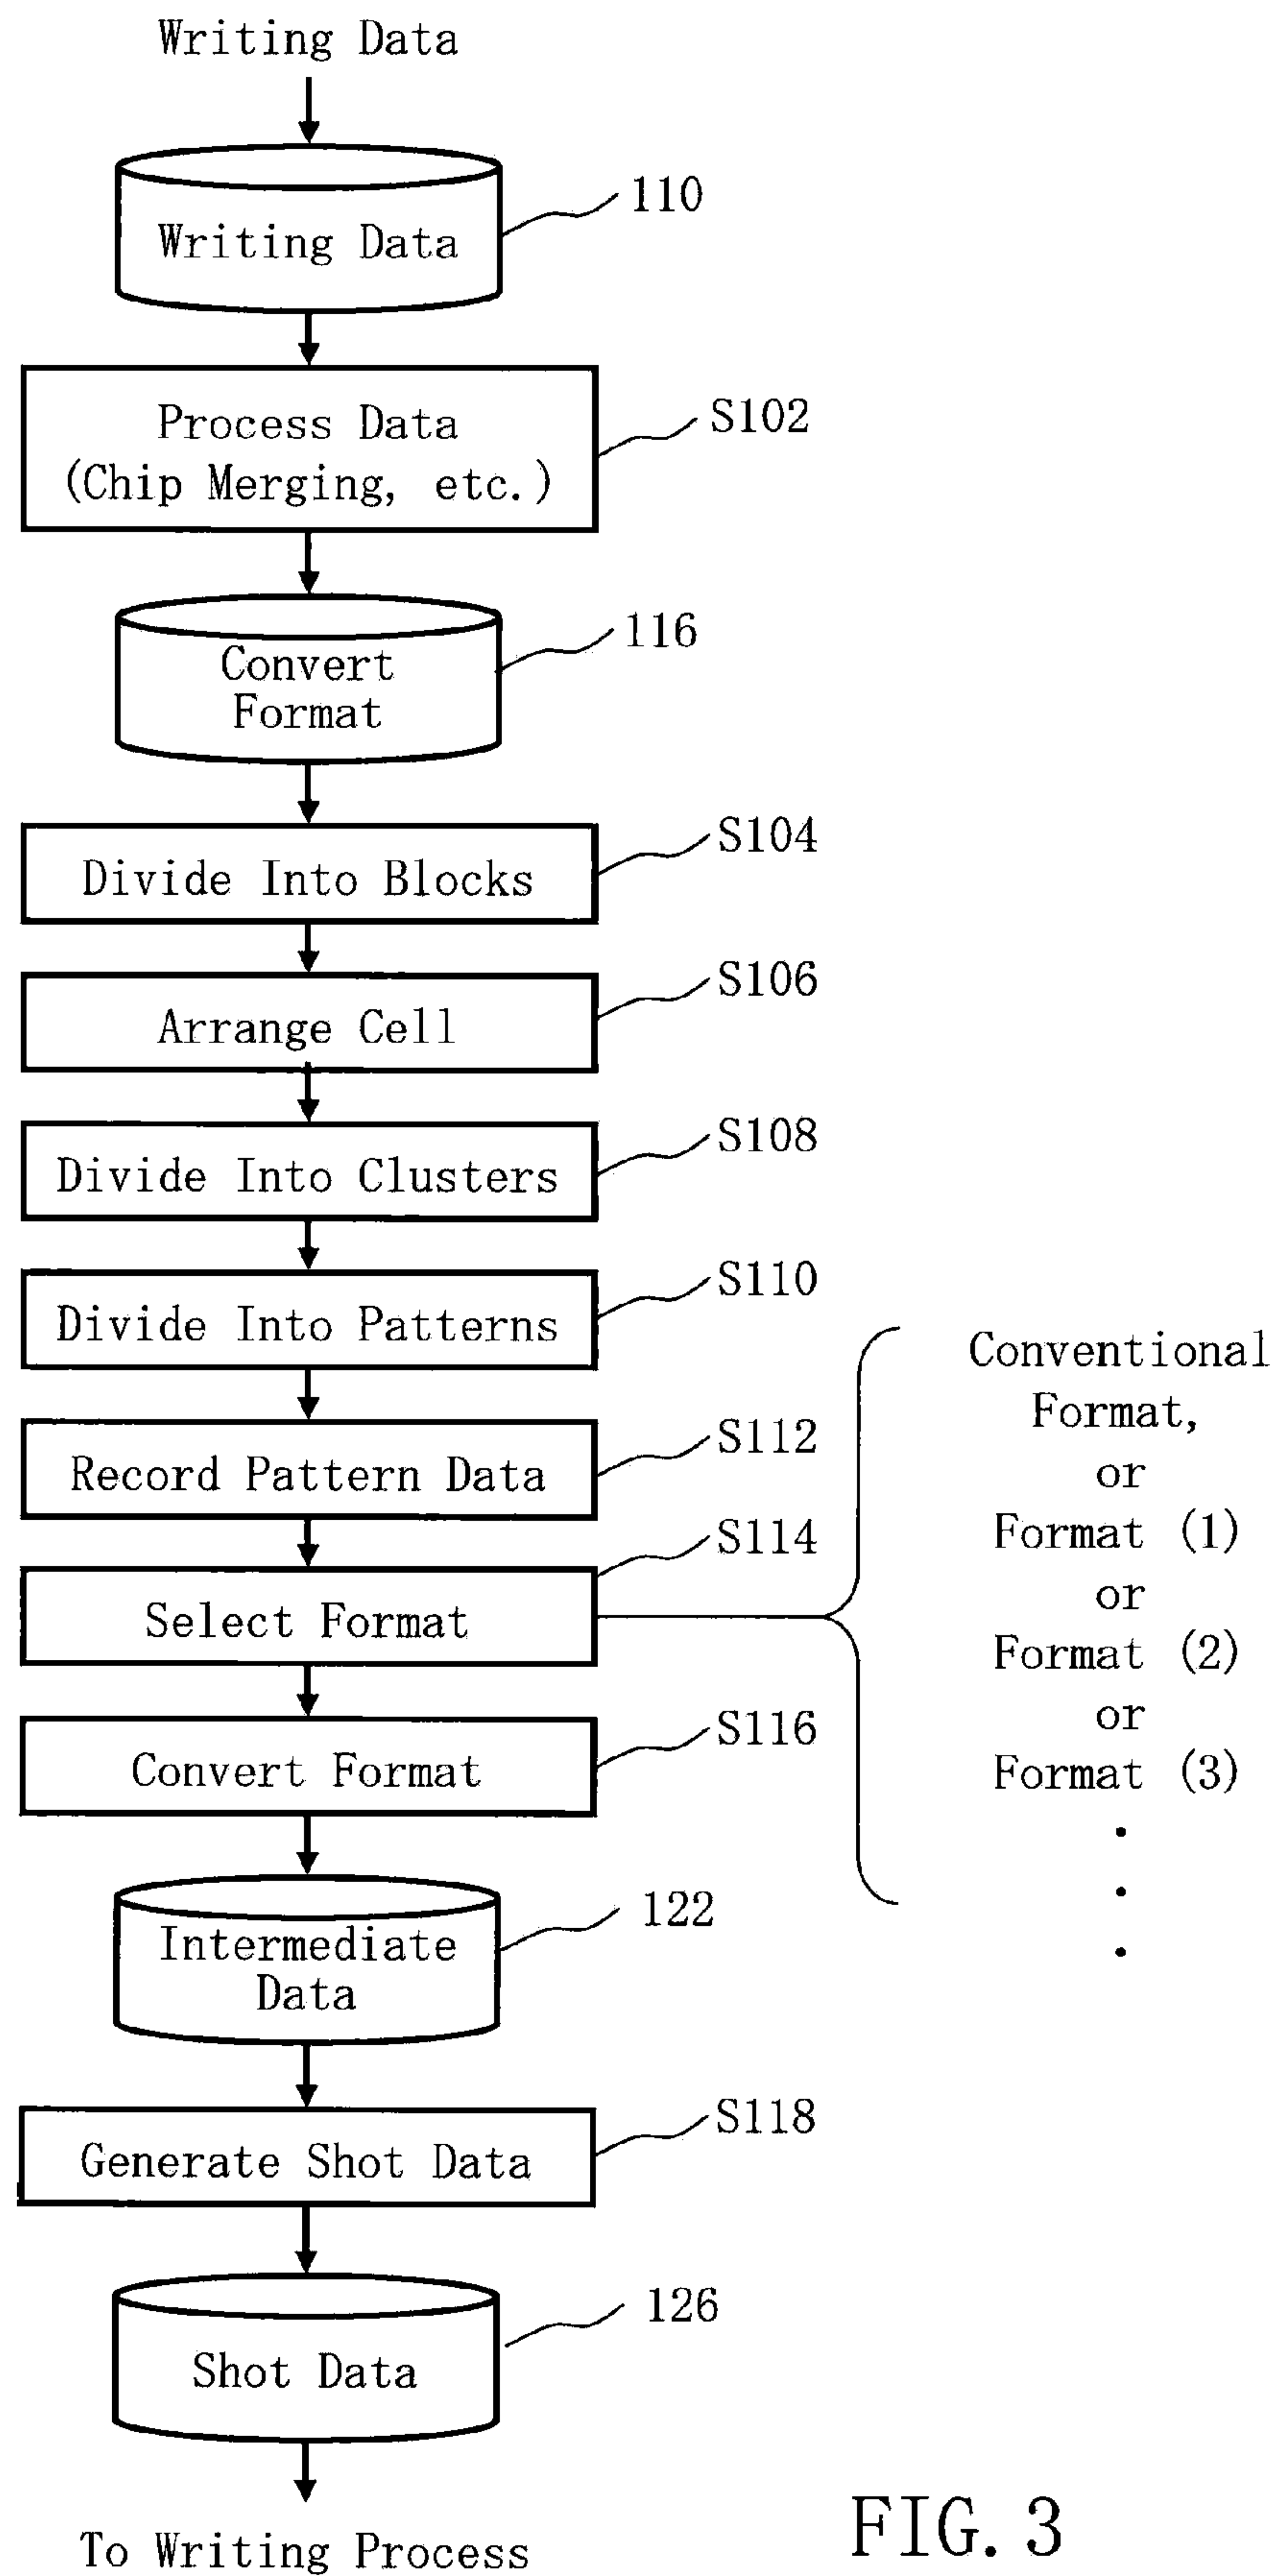 Writing Data
Writing Data
110
Process Data
(Chip Merging, etc.)
S102
Convert
Format
116
Divide Into Blocks
S104
Arrange Cell
S106
Divide Into Clusters
S108
Divide Into Patterns
S110
Record Pattern Data
S112
Select Format
S114
Conventional
Format,
or
Format (1)
or
Format (2)
or
Format (3)
.
.
.
Convert Format
S116
Intermediate
Data
122
Generate Shot Data
S118
Shot Data
126
To Writing Process
FIG. 3